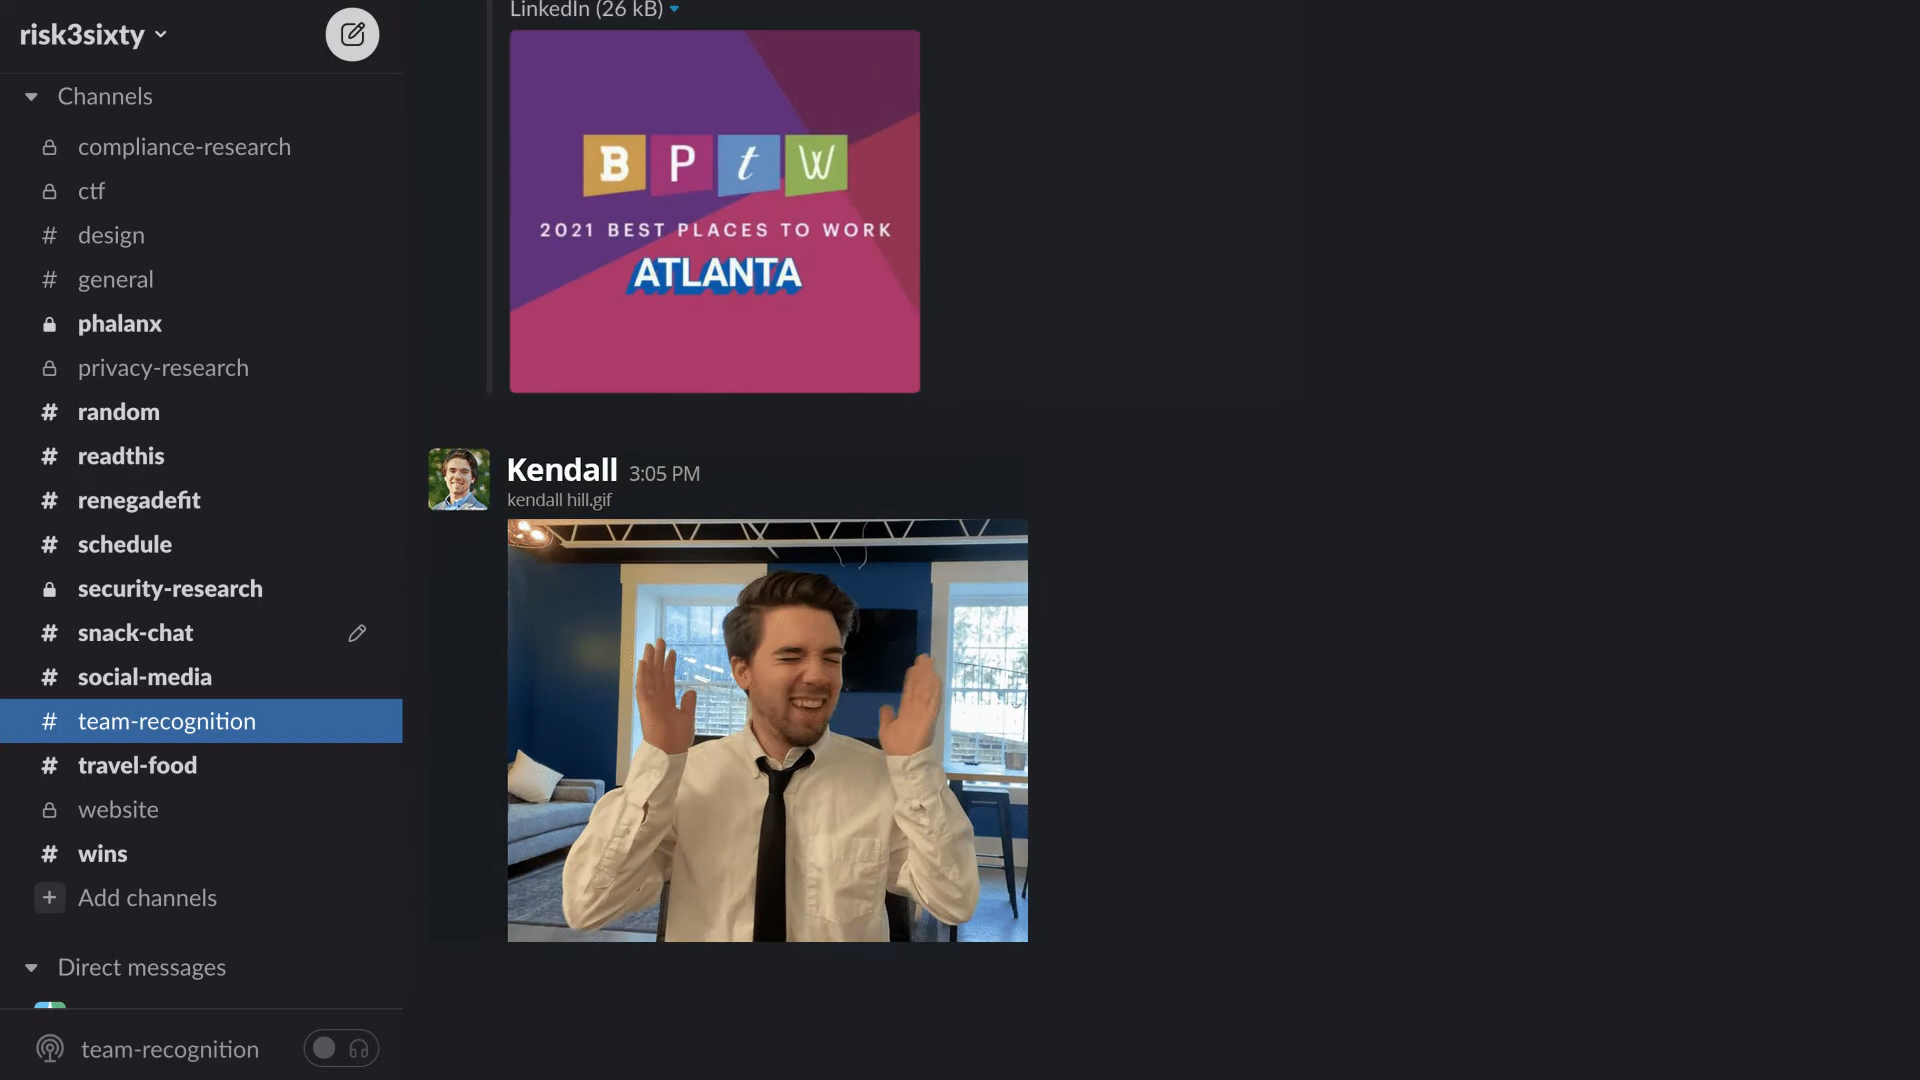 risk3sixty
Channels
compliance-research
ctf
# design
# general
phalanx
privacy-research
# random
# readthis
# renegadefit
# schedule
security-research
# snack-chat
# social-media
# team-recognition
# travel-food
website
# wins
+ Add channels
Direct messages
team-recognition
LinkedIn (26 kB)
B P t W
2021 BEST PLACES TO WORK
ATLANTA
Kendall 3:05 PM
kendall hill.gif